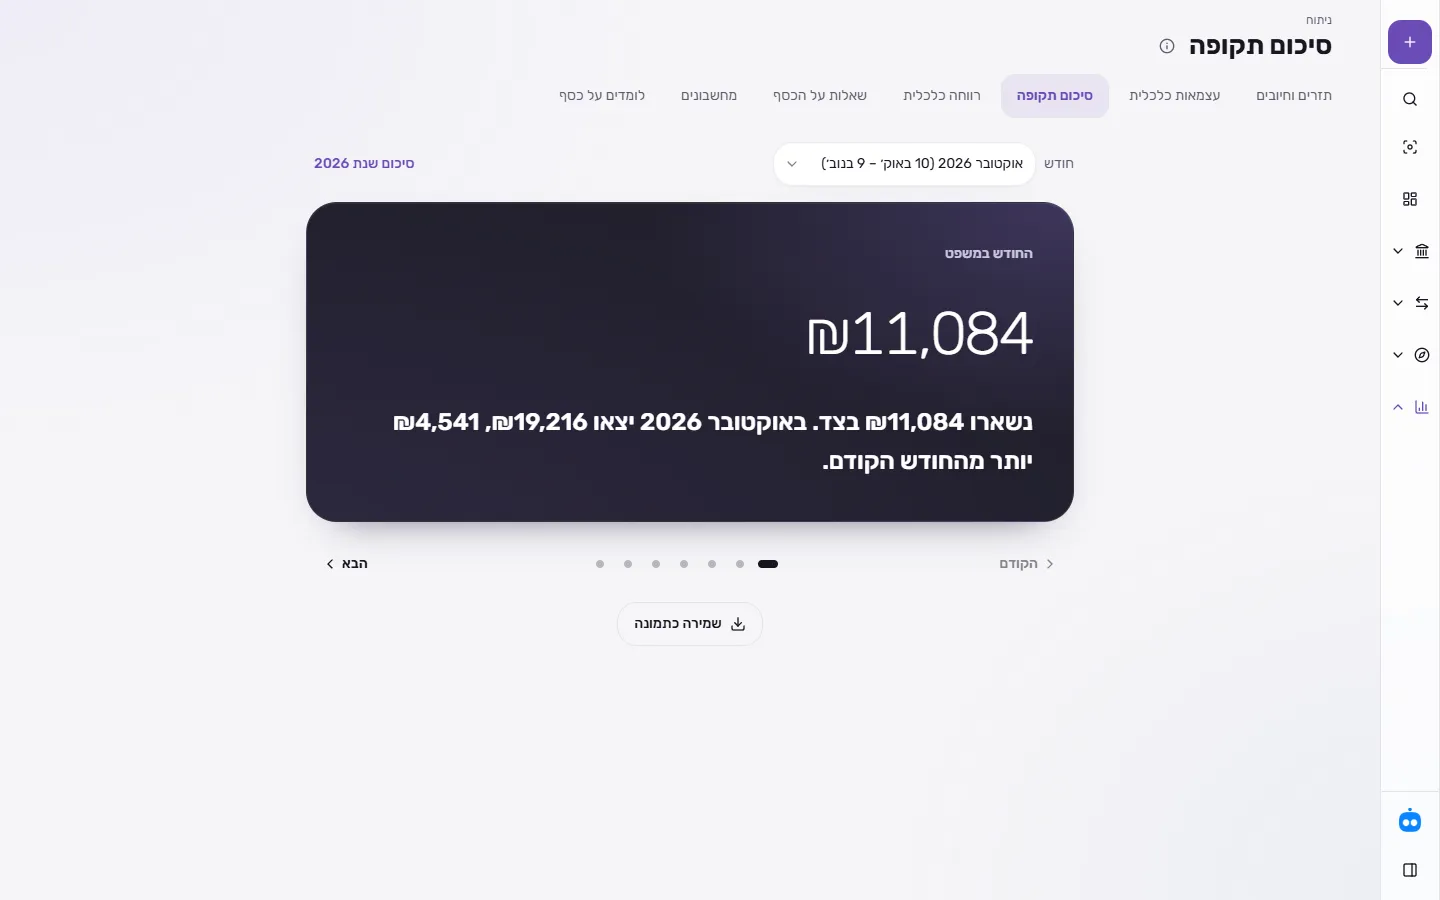 ניתוח
סיכום תקופה
תזרים וחיובים
עצמאות כלכלית
סיכום תקופה
רווחה כלכלית
שאלות על הכסף
מחשבונים
לומדים על כסף
חודש
אוקטובר 2026 (10 באוק׳ – 9 בנוב׳)
סיכום שנת 2026
החודש במשפט
₪11,084
נשארו ₪11,084 בצד. באוקטובר 2026 יצאו ₪19,216, ₪4,541
יותר מהחודש הקודם.
הקודם
הבא
שמירה כתמונה